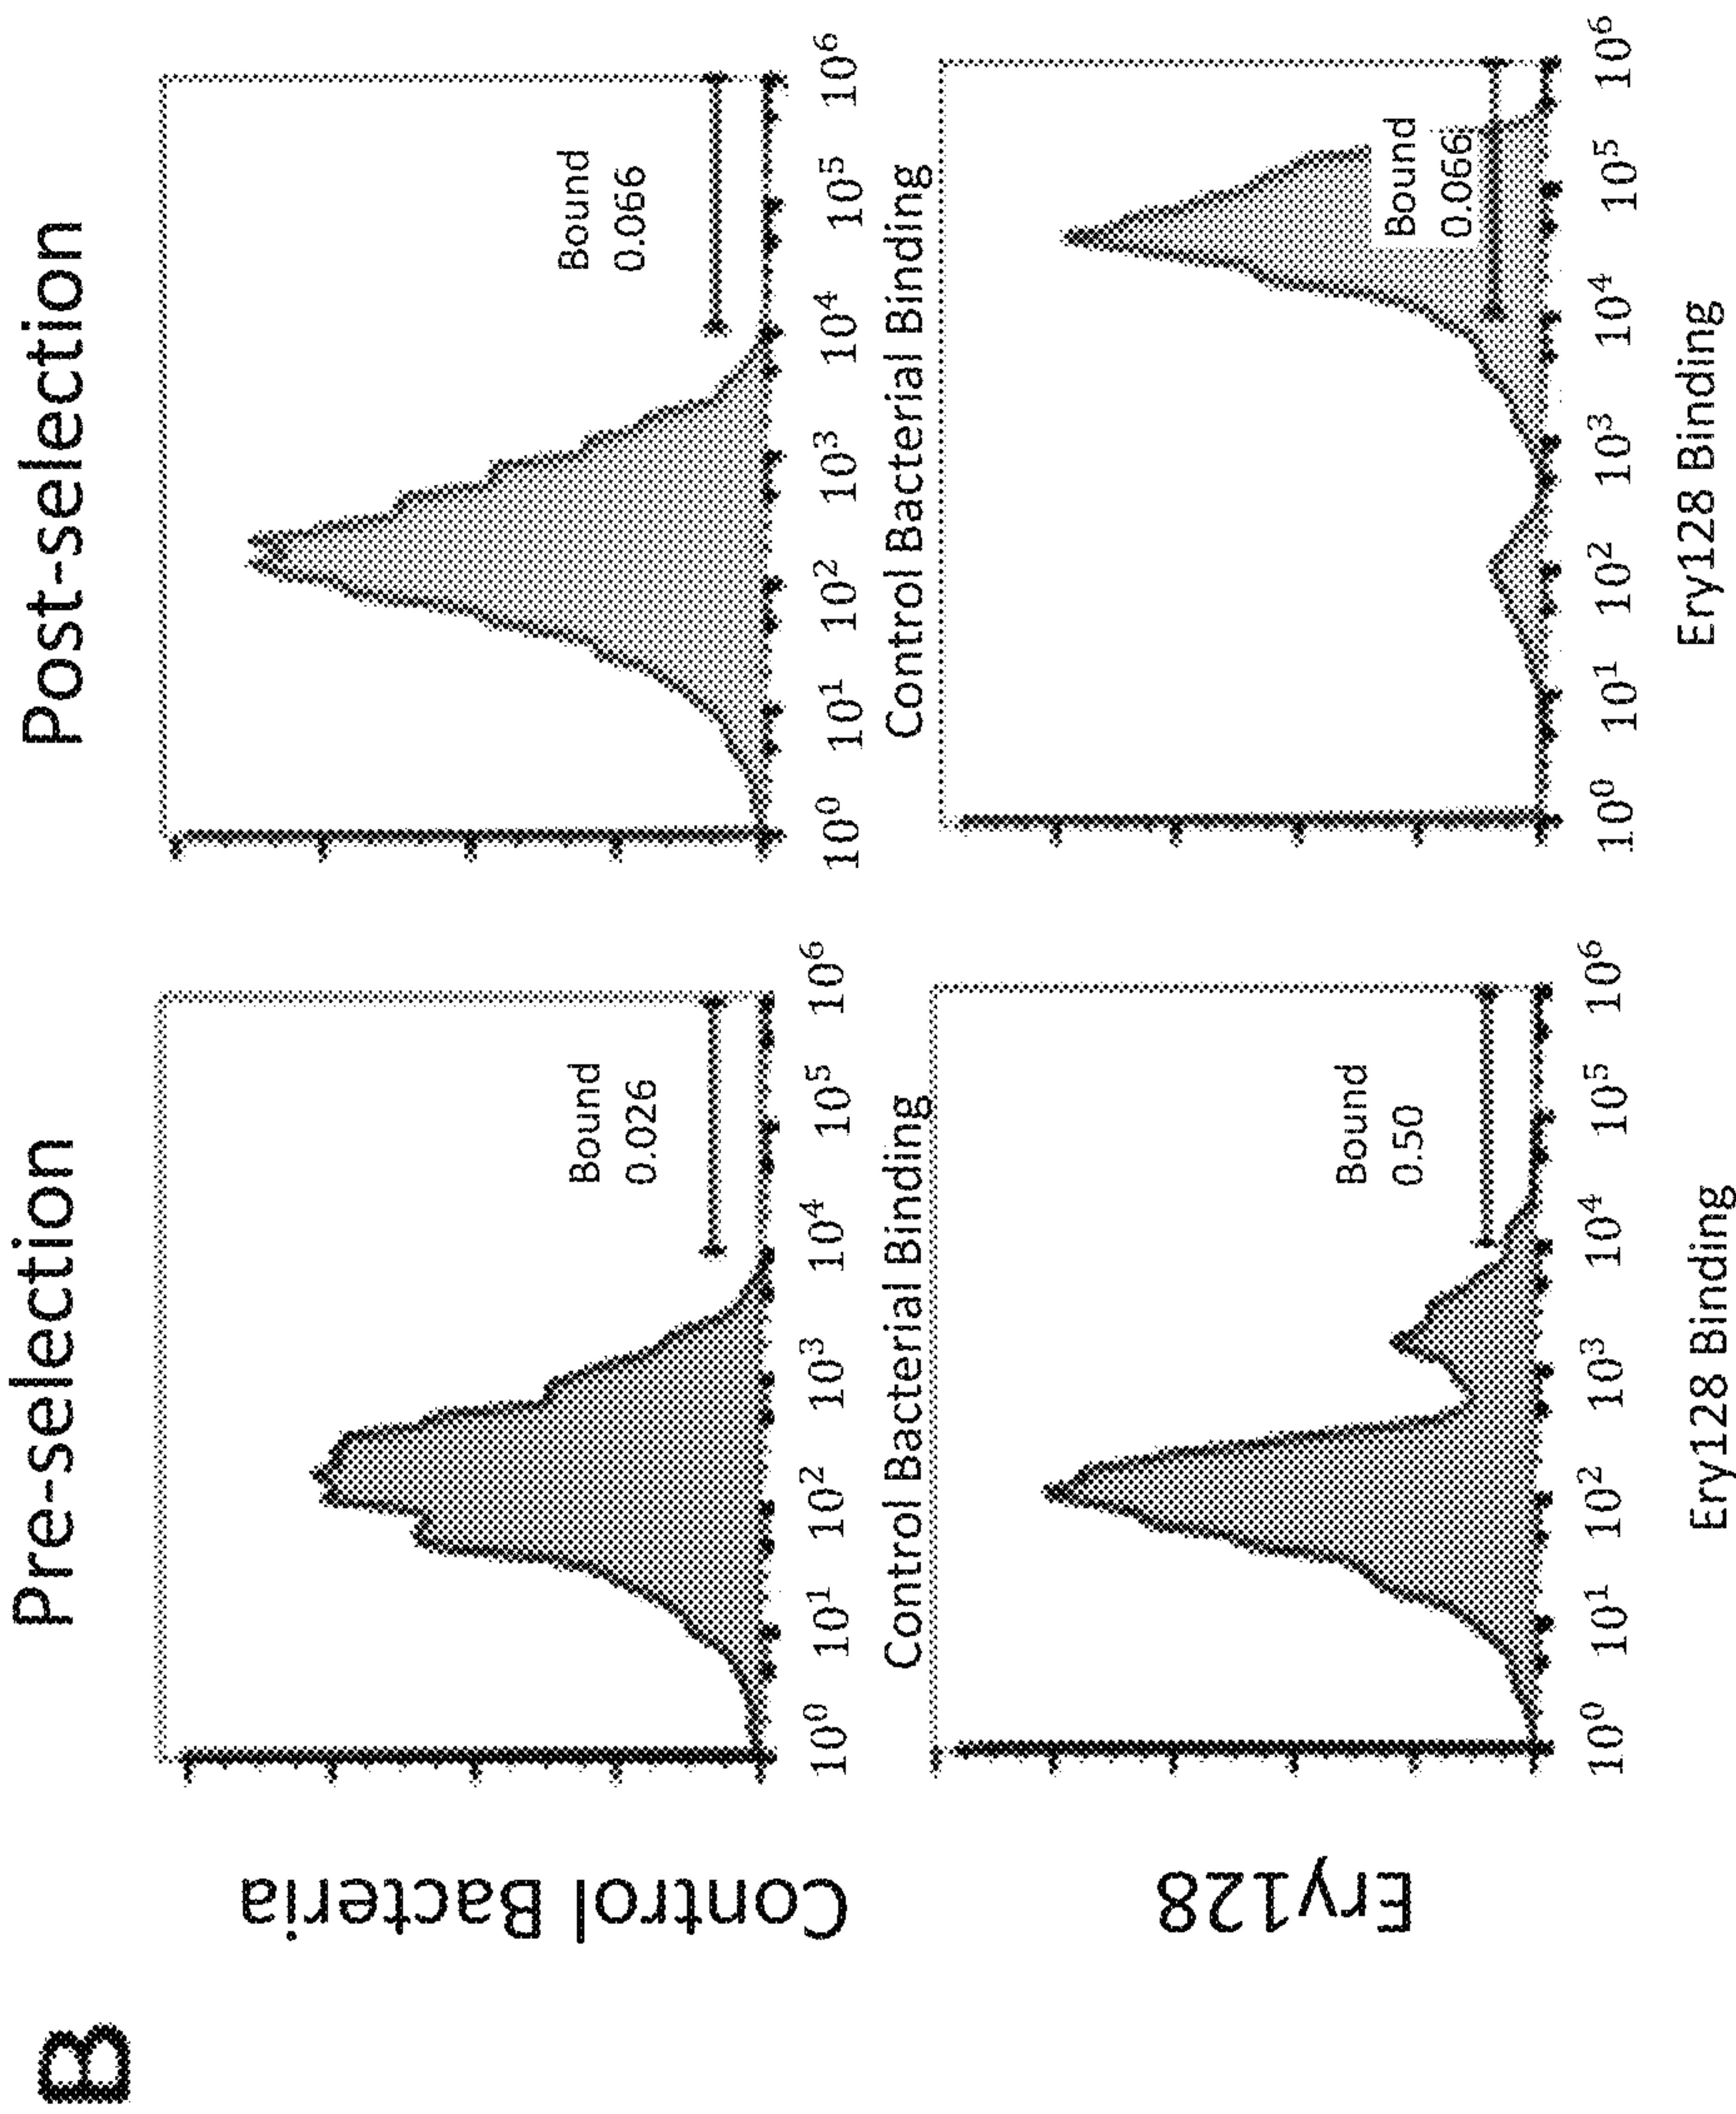 B
Pre-selection
Post-selection
Control Bacteria
Bound
0.026
10⁰ 10¹ 10² 10³ 10⁴ 10⁵ 10⁶
Control Bacterial Binding
Bound
0.066
10⁰ 10¹ 10² 10³ 10⁴ 10⁵ 10⁶
Control Bacterial Binding
Ery128
Bound
0.50
10⁰ 10¹ 10² 10³ 10⁴ 10⁵ 10⁶
Ery128 Binding
Bound
0.066
10⁰ 10¹ 10² 10³ 10⁴ 10⁵ 10⁶
Ery128 Binding